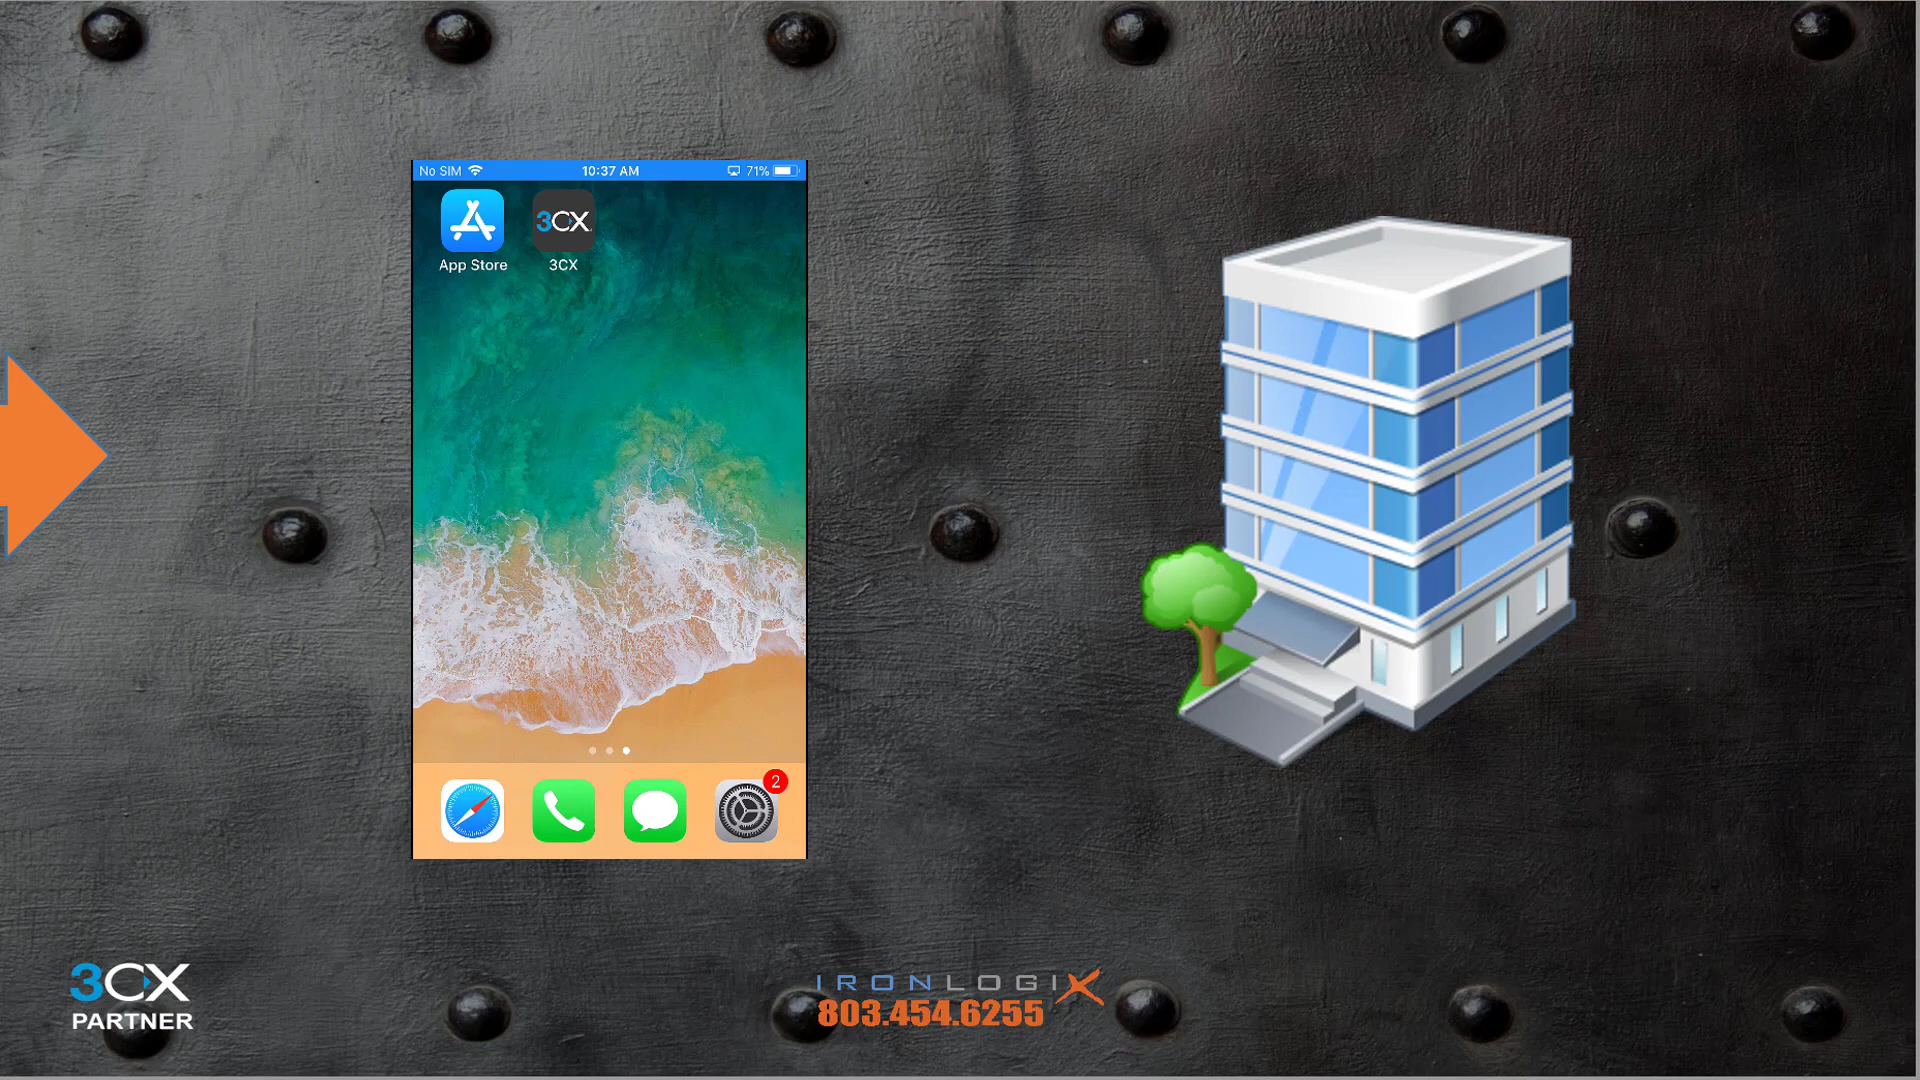 No SIM 10:37 AM 71%
3CX.
App Store 3CX
2
3CX
PARTNER
IRONLOGIX
803.454.6255